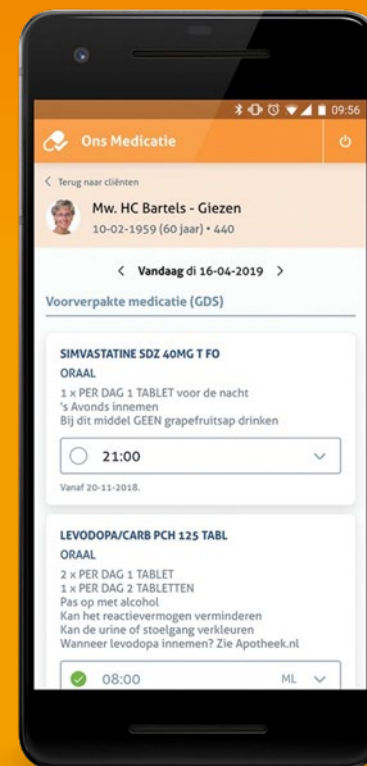 09:56
Ons Medicatie
Terug naar cliënten
Mw. HC Bartels - Giezen
10-02-1959 (60 jaar) • 440
Vandaag di 16-04-2019
Voorverpakte medicatie (GDS)
SIMVASTATINE SDZ 40MG T FO
ORAAL
1 x PER DAG 1 TABLET voor de nacht
's Avonds innemen
Bij dit middel GEEN grapefruitsap drinken
21:00
Vanaf 20-11-2018.
LEVODOPA/CARB PCH 125 TABL
ORAAL
2 x PER DAG 1 TABLET
1 x PER DAG 2 TABLETTEN
Pas op met alcohol
Kan het reactievermogen verminderen
Kan de urine of stoelgang verkleuren
Wanneer levodopa innemen? Zie Apotheek.nl
08:00 ML